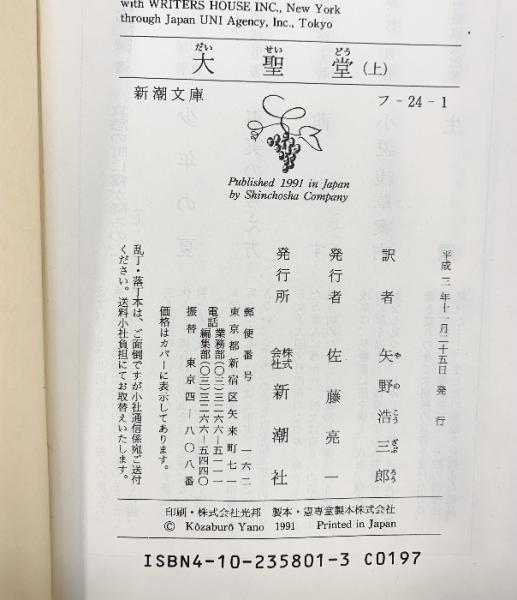 with WRITERS HOUSE INC., New York
through Japan UNI Agency, Inc., Tokyo
だい せい どう
大聖堂(上)
新潮文庫
フ-24-1
Published 1991 in Japan
by Shinchosha Company
平成三年十一月二十五日 発行
訳者 矢野浩三郎
や の こう ざぶ ろう
発行者 佐藤亮一
発行所 株式会社 新潮社
郵便番号 一六二
東京都新宿区矢来町七一
電話 業務部(〇三)三二六六―五一一一
編集部(〇三)三二六六―五四四〇
振替 東京四―八〇八番
価格はカバーに表示してあります。
乱丁・落丁本は、ご面倒ですが小社通信係宛ご送付
ください。送料小社負担にてお取替えいたします。
印刷・株式会社光邦 製本・憲専堂製本株式会社
© Kōzaburō Yano 1991 Printed in Japan
ISBN4-10-235801-3 C0197